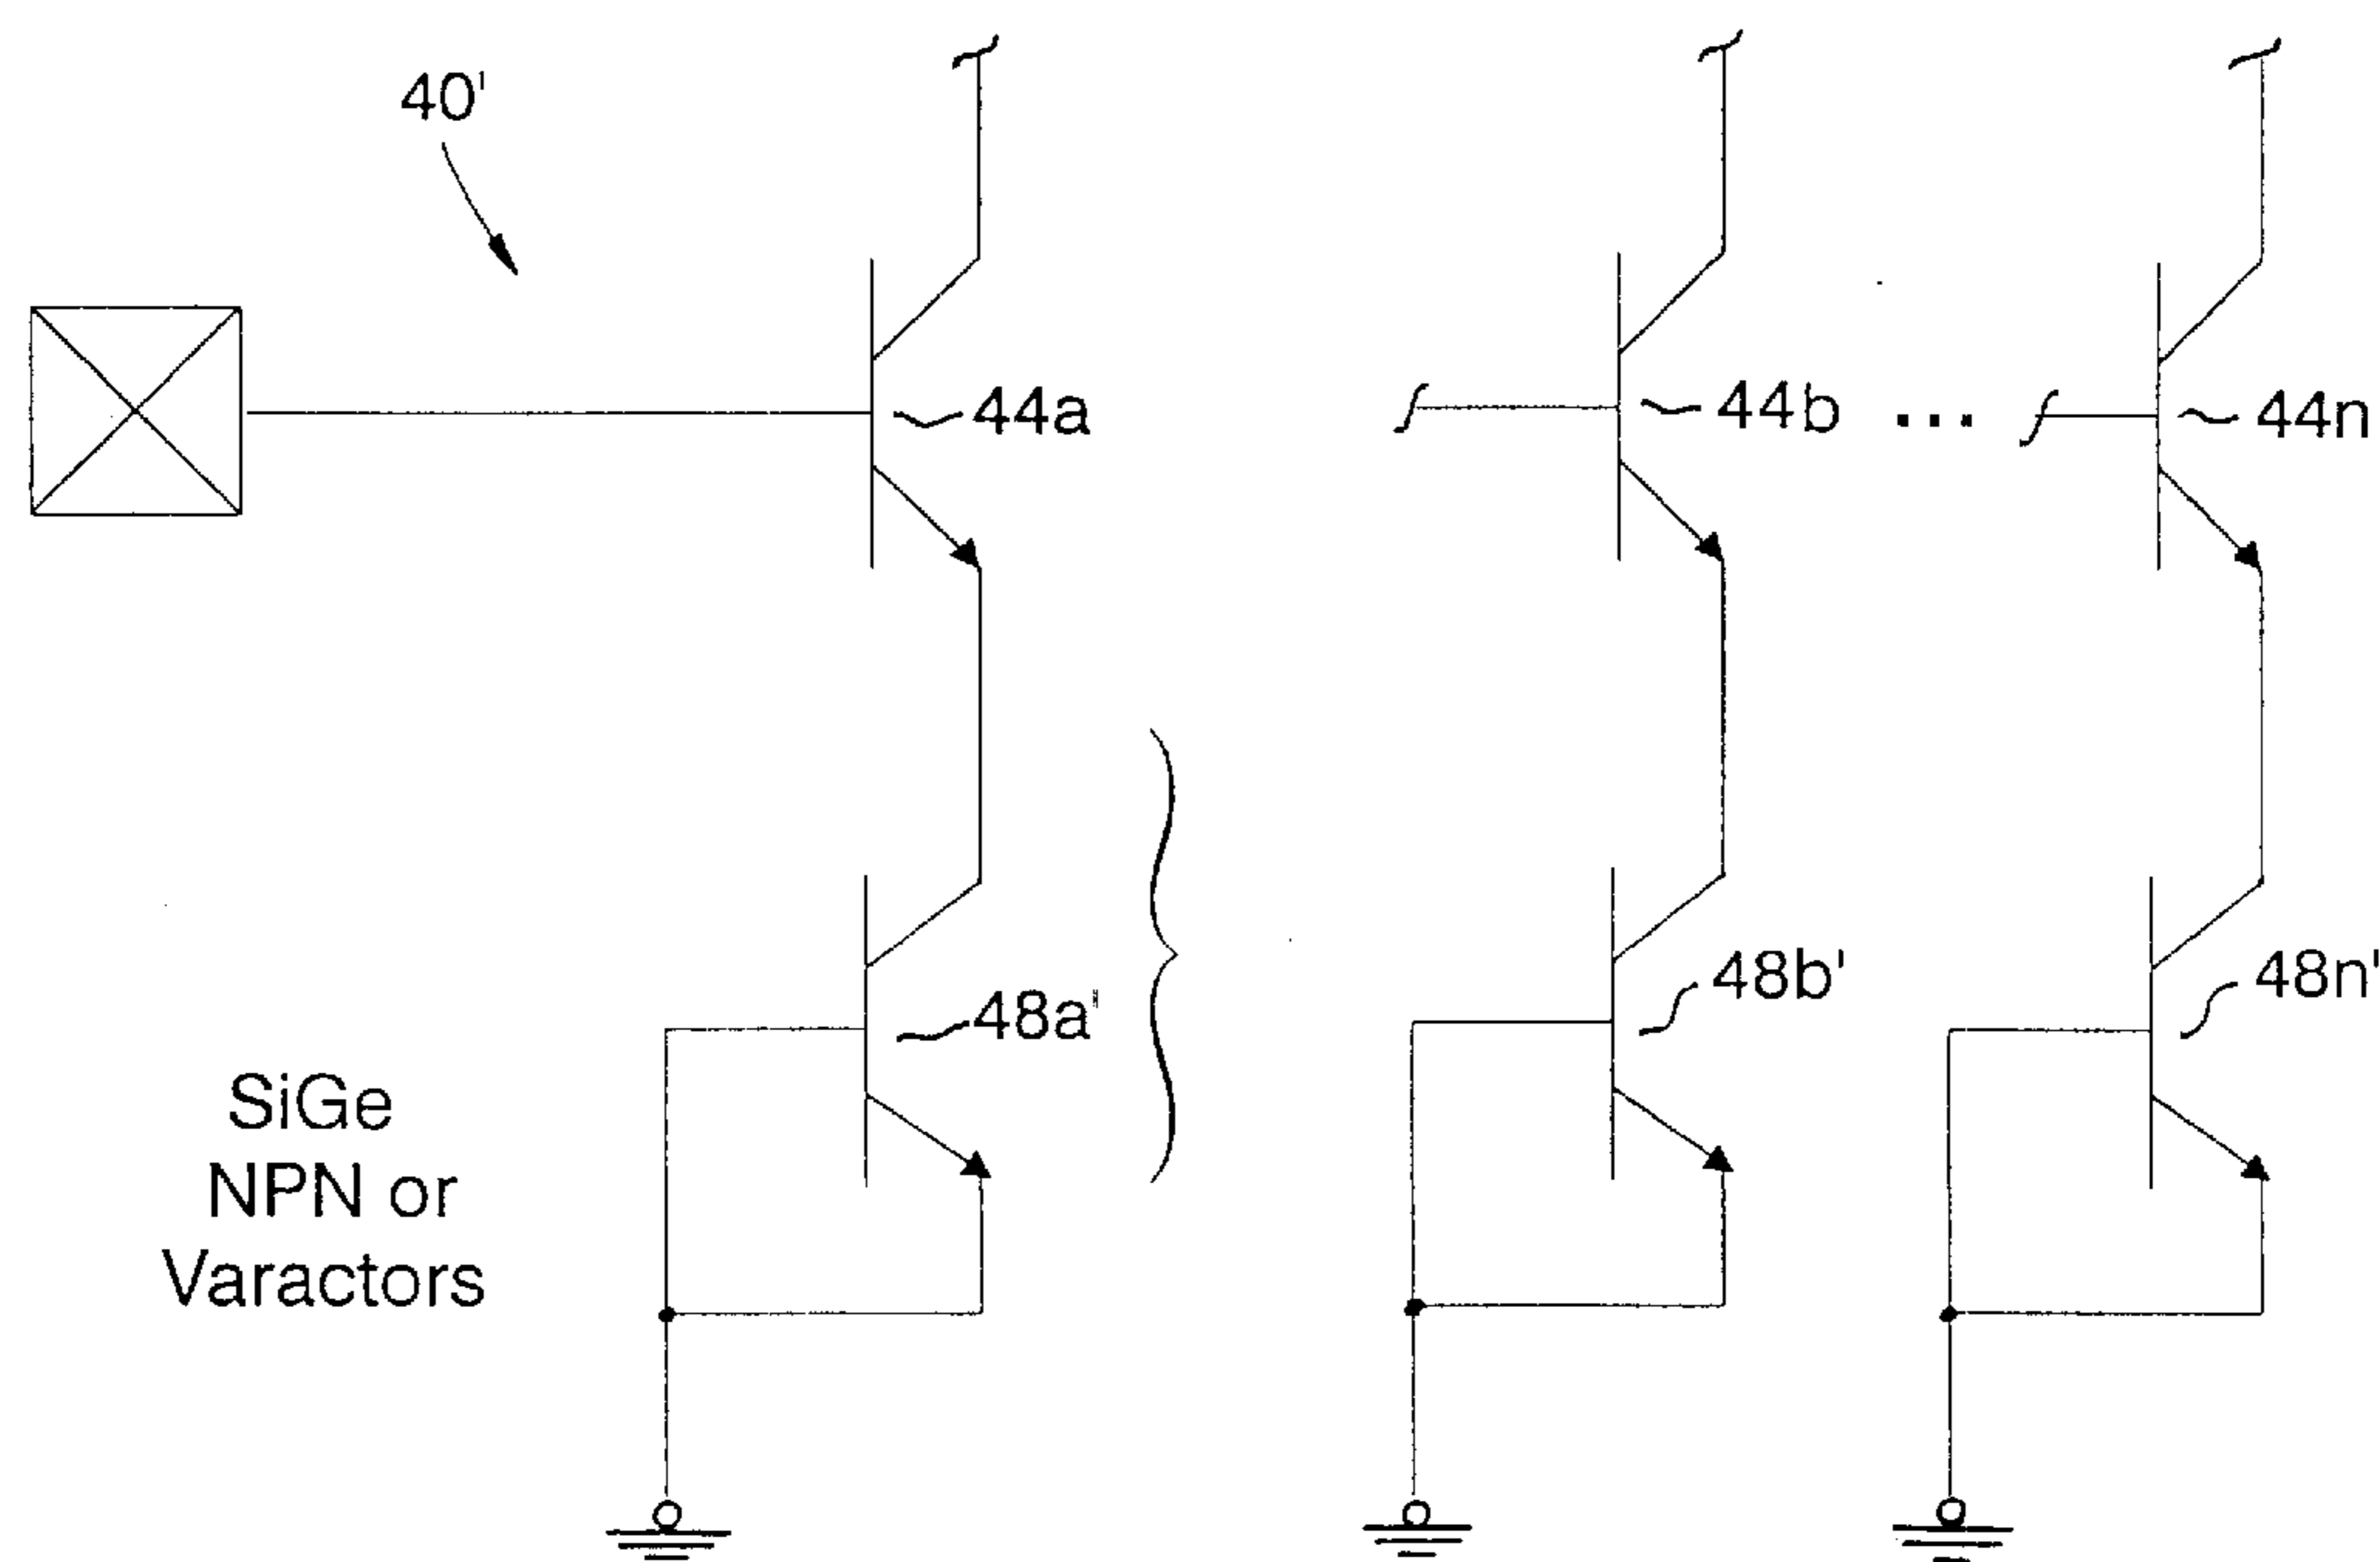 40'
44a
44b
...
44n
48a'
48b'
48n'
SiGe
NPN or
Varactors